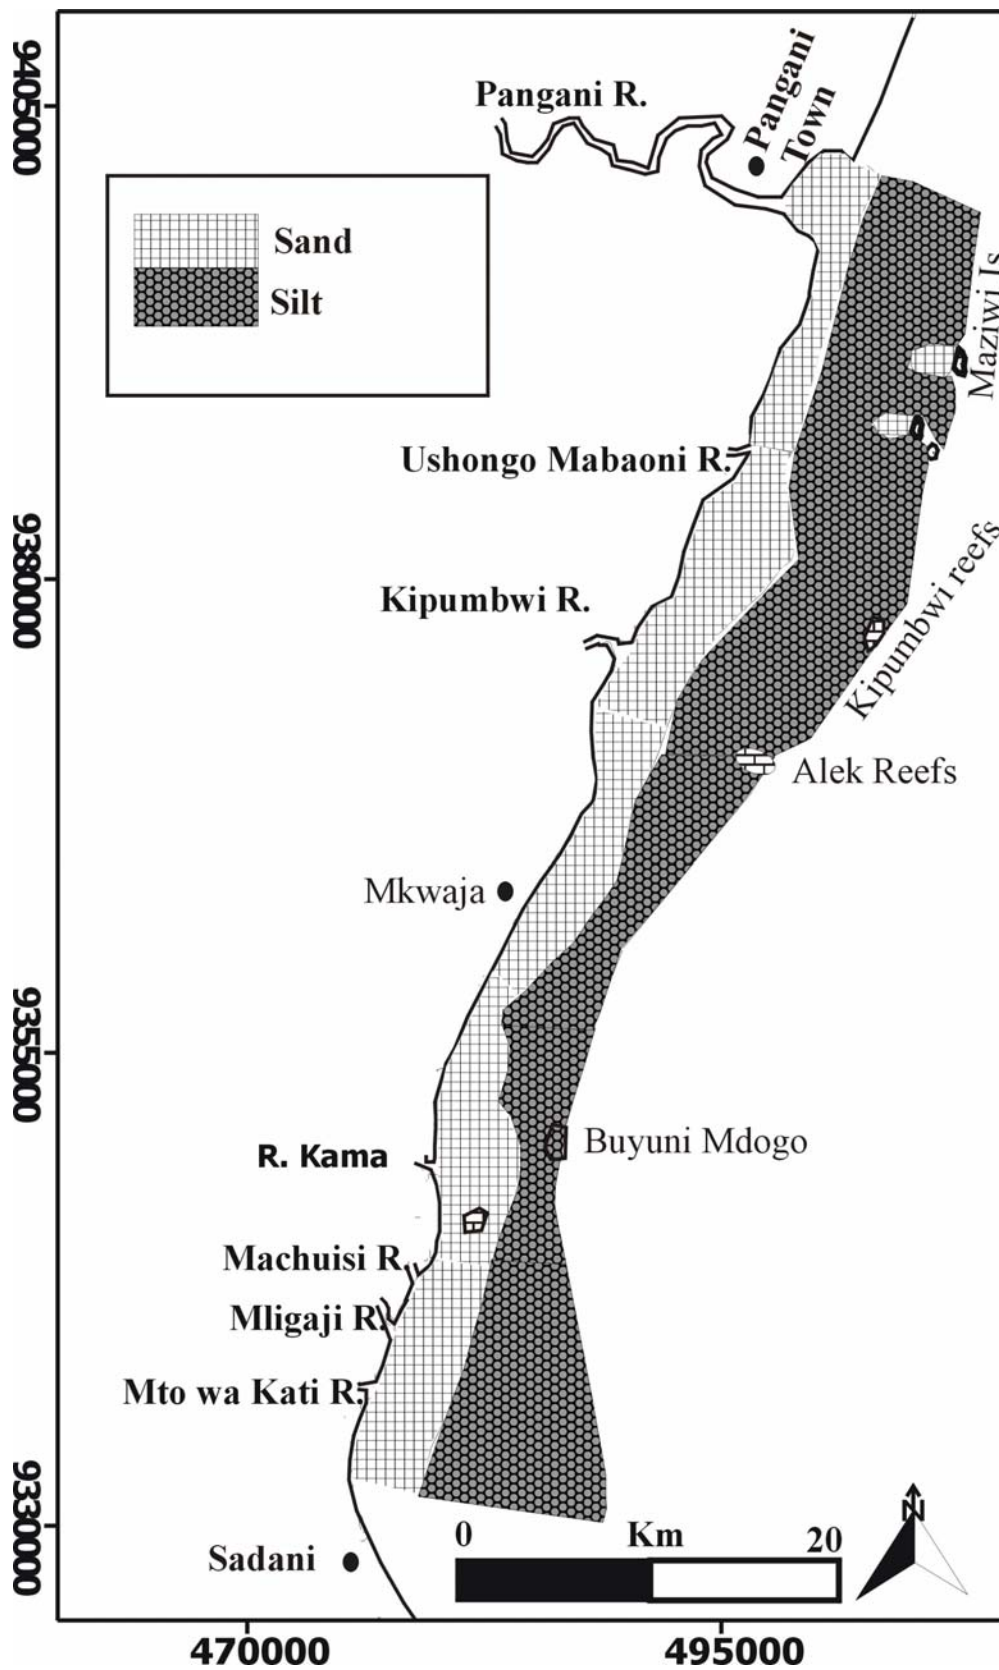 9405000
Pangani R.
Pangani
Town
Sand
Silt
Maziwi Is
Ushongo Mabaoni R.
9380000
Kipumbwi R.
Kipumbwi reefs
Alek Reefs
Mkwaja
9355000
Buyuni Mdogo
R. Kama
Machuisi R.
Mligaji R.
Mto wa Kati R.
9330000
0 Km 20
N
Sadani
470000 495000